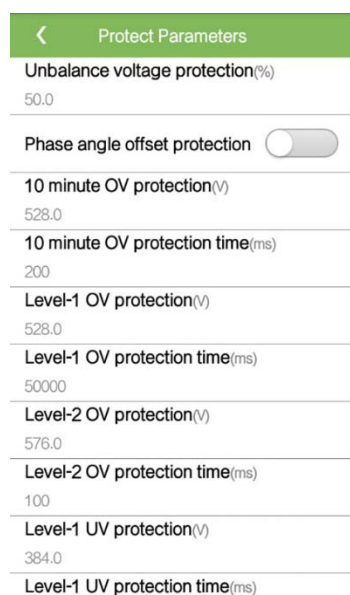 Protect Parameters
Unbalance voltage protection(%)
50.0
Phase angle offset protection
10 minute OV protection(V)
528.0
10 minute OV protection time(ms)
200
Level-1 OV protection(V)
528.0
Level-1 OV protection time(ms)
50000
Level-2 OV protection(V)
576.0
Level-2 OV protection time(ms)
100
Level-1 UV protection(V)
384.0
Level-1 UV protection time(ms)